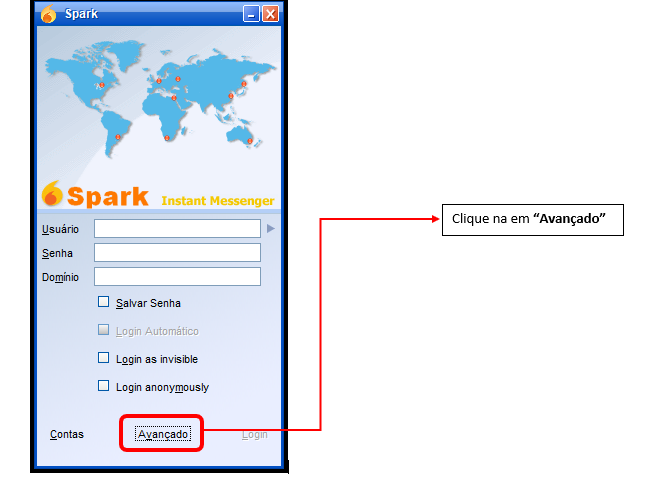 Spark
Spark Instant Messenger
Usuário
Senha
Domínio
Salvar Senha
Login Automático
Login as invisible
Login anonymously
Contas
Avançado
Login
Clique na em “Avançado”